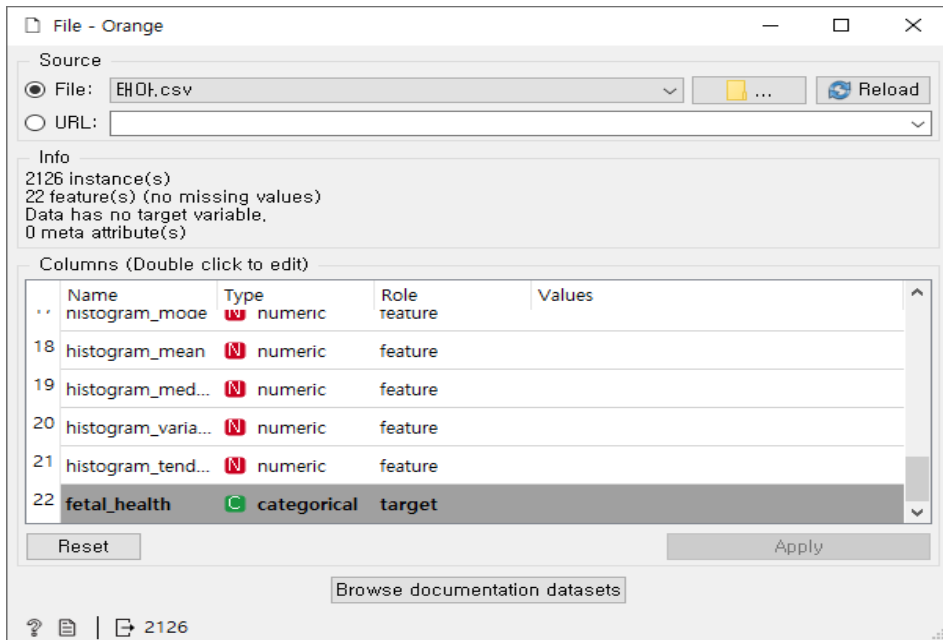 File - Orange
Source
File: 태아.csv ... Reload
URL:
Info
2126 instance(s)
22 feature(s) (no missing values)
Data has no target variable.
0 meta attribute(s)
Columns (Double click to edit)
Name Type Role Values
17 histogram_mode N numeric feature
18 histogram_mean N numeric feature
19 histogram_med... N numeric feature
20 histogram_varia... N numeric feature
21 histogram_tend... N numeric feature
22 fetal_health C categorical target
Reset Apply
Browse documentation datasets
? 2126